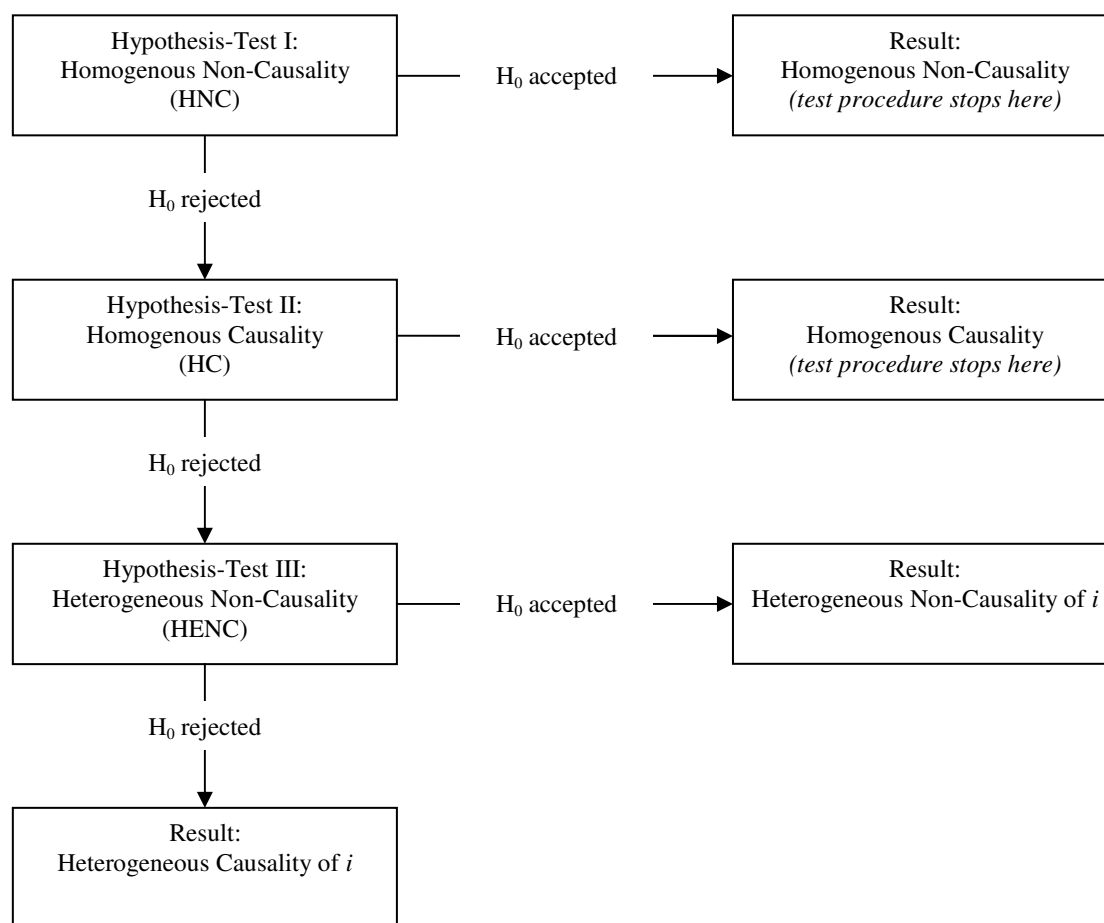 Hypothesis-Test I:
Homogenous Non-Causality
(HNC)
H₀ accepted
Result:
Homogenous Non-Causality
(test procedure stops here)
H₀ rejected
Hypothesis-Test II:
Homogenous Causality
(HC)
H₀ accepted
Result:
Homogenous Causality
(test procedure stops here)
H₀ rejected
Hypothesis-Test III:
Heterogeneous Non-Causality
(HENC)
H₀ accepted
Result:
Heterogeneous Non-Causality of i
H₀ rejected
Result:
Heterogeneous Causality of i